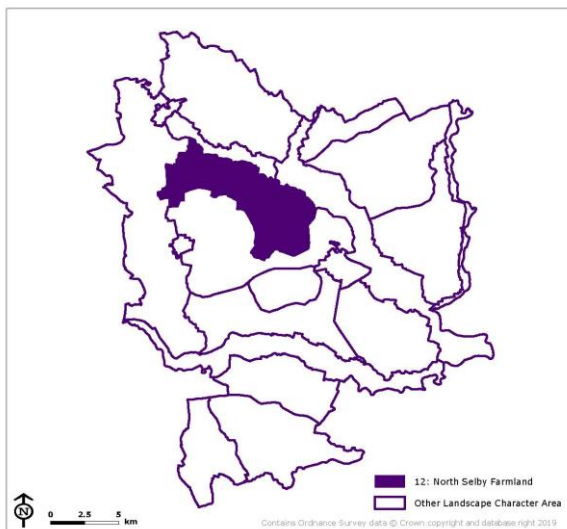 12: North Selby Farmland
Other Landscape Character Area
N
0 2.5 5
km
Contains Ordnance Survey data © Crown copyright and database right 2019